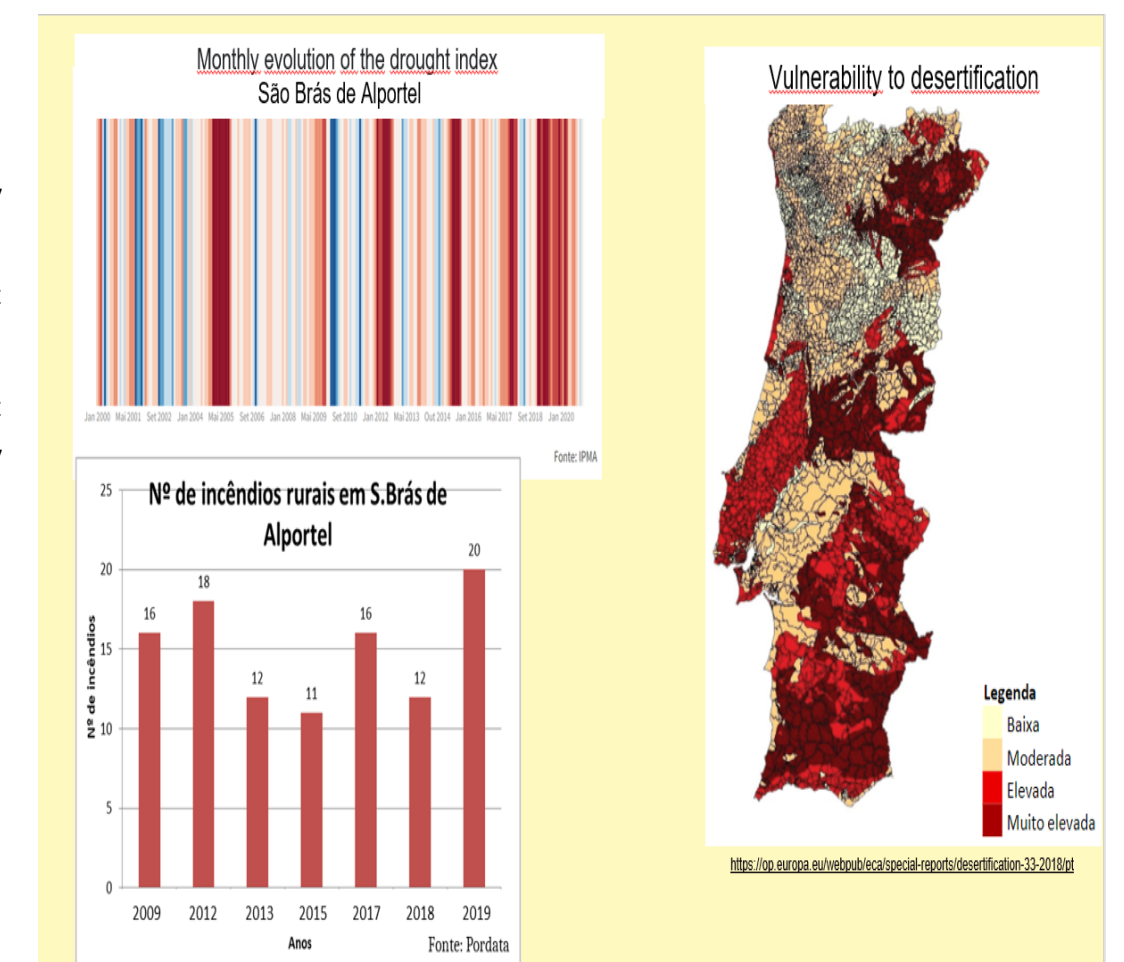 Monthly evolution of the drought index
São Brás de Alportel
Jan 2000 Mai 2001 Set 2002 Jan 2004 Mai 2005 Set 2006 Jan 2008 Mai 2009 Set 2010 Jan 2012 Mai 2013 Out 2014 Jan 2016 Mai 2017 Set 2018 Jan 2020
Fonte: IPMA
Nº de incêndios rurais em S.Brás de
Alportel
Nº de incêndios
25
20
15
10
5
0
16
18
12
11
16
12
20
2009 2012 2013 2015 2017 2018 2019
Anos
Fonte: Pordata
Vulnerability to desertification
Legenda
Baixa
Moderada
Elevada
Muito elevada
https://op.europa.eu/webpub/eca/special-reports/desertification-33-2018/pt